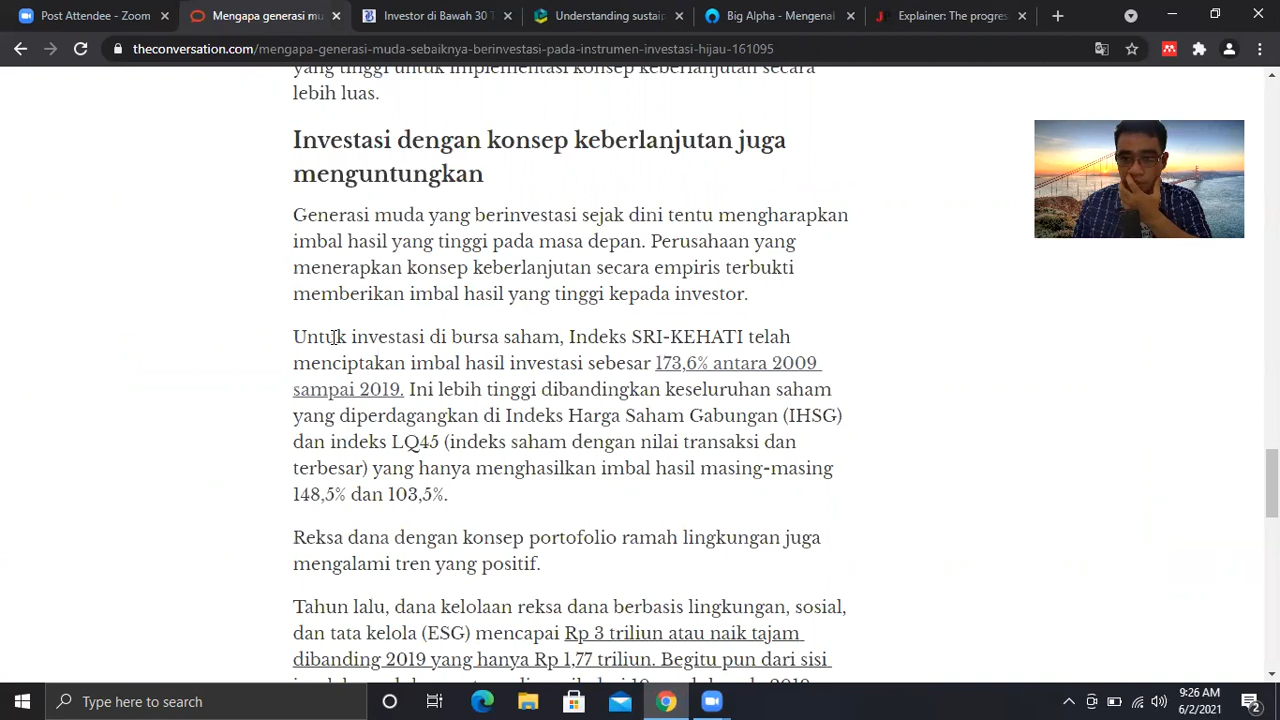 Post Attendee - Zoom
Mengapa generasi mu
Investor di Bawah 30 T
Understanding sustai
Big Alpha - Mengenal
Explainer: The progres
theconversation.com/mengapa-generasi-muda-sebaiknya-berinvestasi-pada-instrumen-investasi-hijau-161095
yang tinggi untuk implementasi konsep keberlanjutan secara
lebih luas.
Investasi dengan konsep keberlanjutan juga
menguntungkan
Generasi muda yang berinvestasi sejak dini tentu mengharapkan
imbal hasil yang tinggi pada masa depan. Perusahaan yang
menerapkan konsep keberlanjutan secara empiris terbukti
memberikan imbal hasil yang tinggi kepada investor.
Untuk investasi di bursa saham, Indeks SRI-KEHATI telah
menciptakan imbal hasil investasi sebesar 173,6% antara 2009
sampai 2019. Ini lebih tinggi dibandingkan keseluruhan saham
yang diperdagangkan di Indeks Harga Saham Gabungan (IHSG)
dan indeks LQ45 (indeks saham dengan nilai transaksi dan
terbesar) yang hanya menghasilkan imbal hasil masing-masing
148,5% dan 103,5%.
Reksa dana dengan konsep portofolio ramah lingkungan juga
mengalami tren yang positif.
Tahun lalu, dana kelolaan reksa dana berbasis lingkungan, sosial,
dan tata kelola (ESG) mencapai Rp 3 triliun atau naik tajam
dibanding 2019 yang hanya Rp 1,77 triliun. Begitu pun dari sisi
Type here to search
9:26 AM
6/2/2021
2